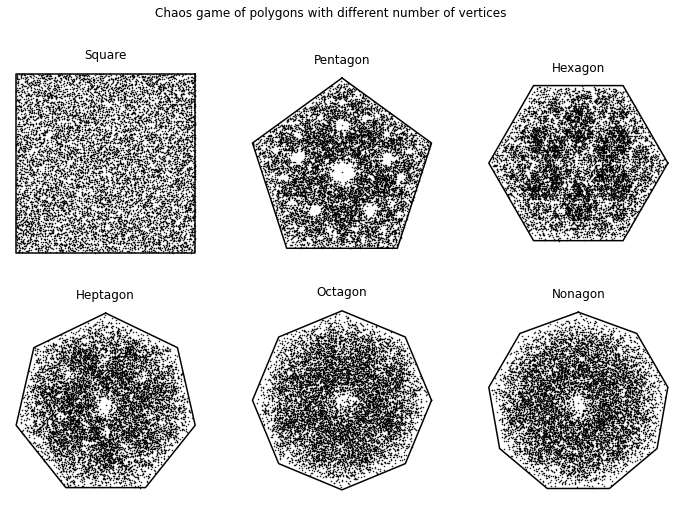 Chaos game of polygons with different number of vertices
Square
Pentagon
Hexagon
Heptagon
Octagon
Nonagon